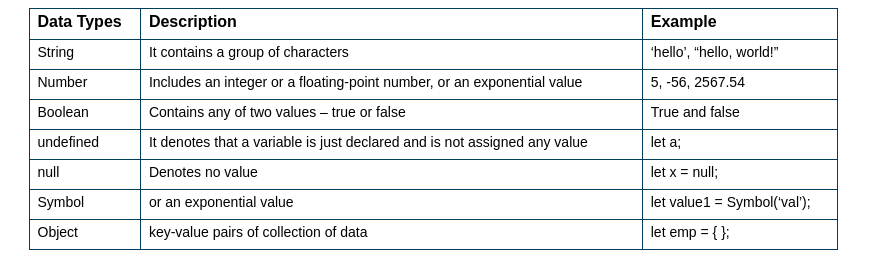 Data Types Description Example
String It contains a group of characters ‘hello’, “hello, world!”
Number Includes an integer or a floating-point number, or an exponential value 5, -56, 2567.54
Boolean Contains any of two values – true or false True and false
undefined It denotes that a variable is just declared and is not assigned any value let a;
null Denotes no value let x = null;
Symbol or an exponential value let value1 = Symbol(‘val’);
Object key-value pairs of collection of data let emp = { };